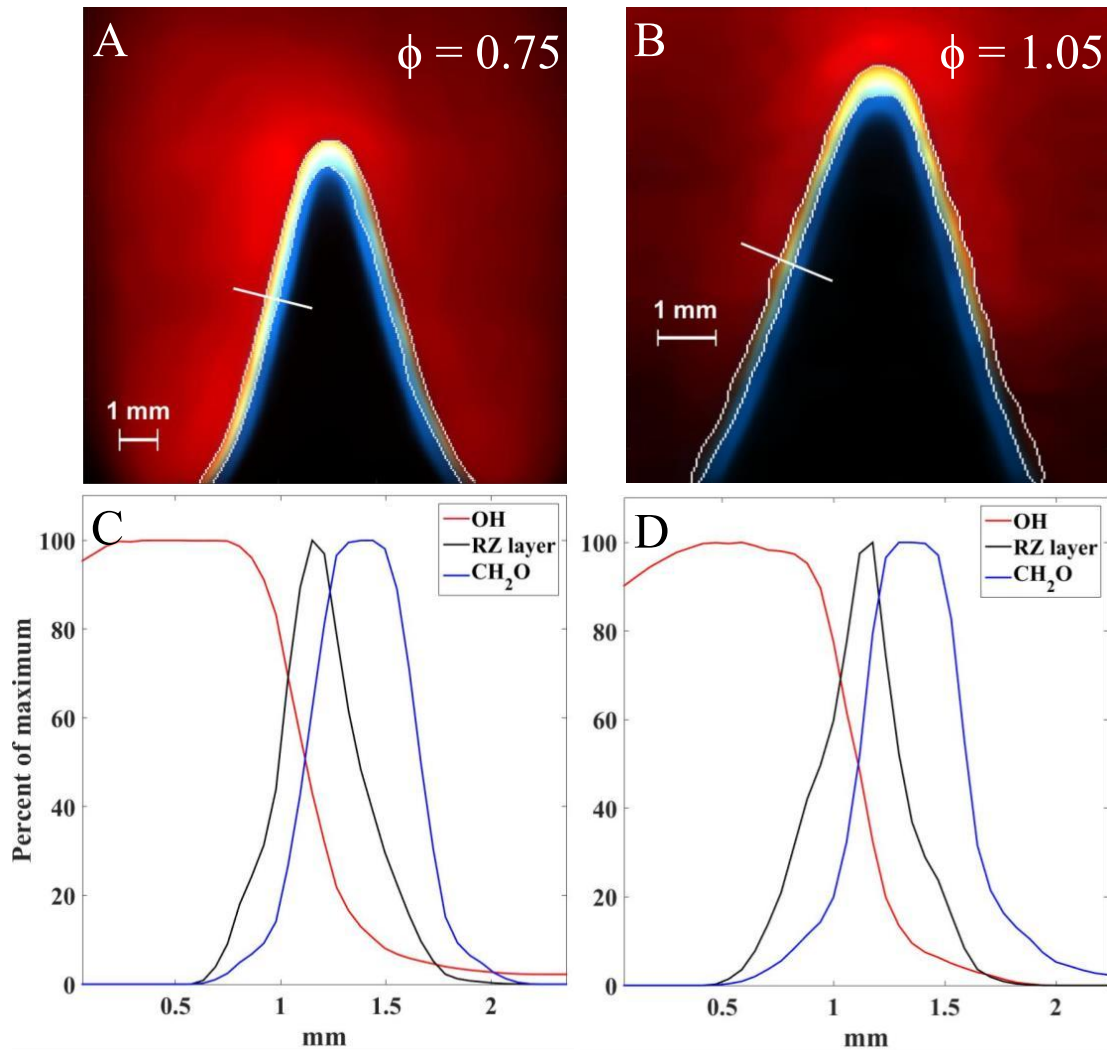 A
ϕ = 0.75
1 mm
B
ϕ = 1.05
1 mm
C
OH
RZ layer
CH₂O
Percent of maximum
100
80
60
40
20
0
0.5
1
1.5
2
mm
D
OH
RZ layer
CH₂O
100
80
60
40
20
0
0.5
1
1.5
2
mm